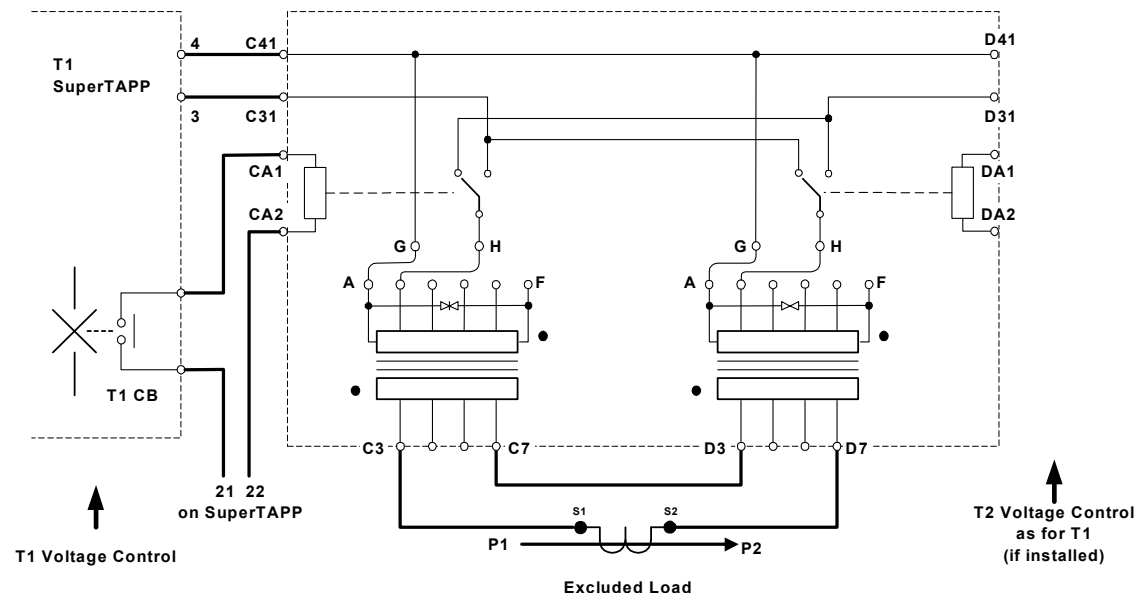 4 C41 D41
T1
SuperTAPP
3 C31 D31
CA1 DA1
CA2 DA2
G H G H
A F A F
T1 CB
C3 C7 D3 D7
21 22
on SuperTAPP
S1 S2
P1 P2
T1 Voltage Control
T2 Voltage Control
as for T1
(if installed)
Excluded Load